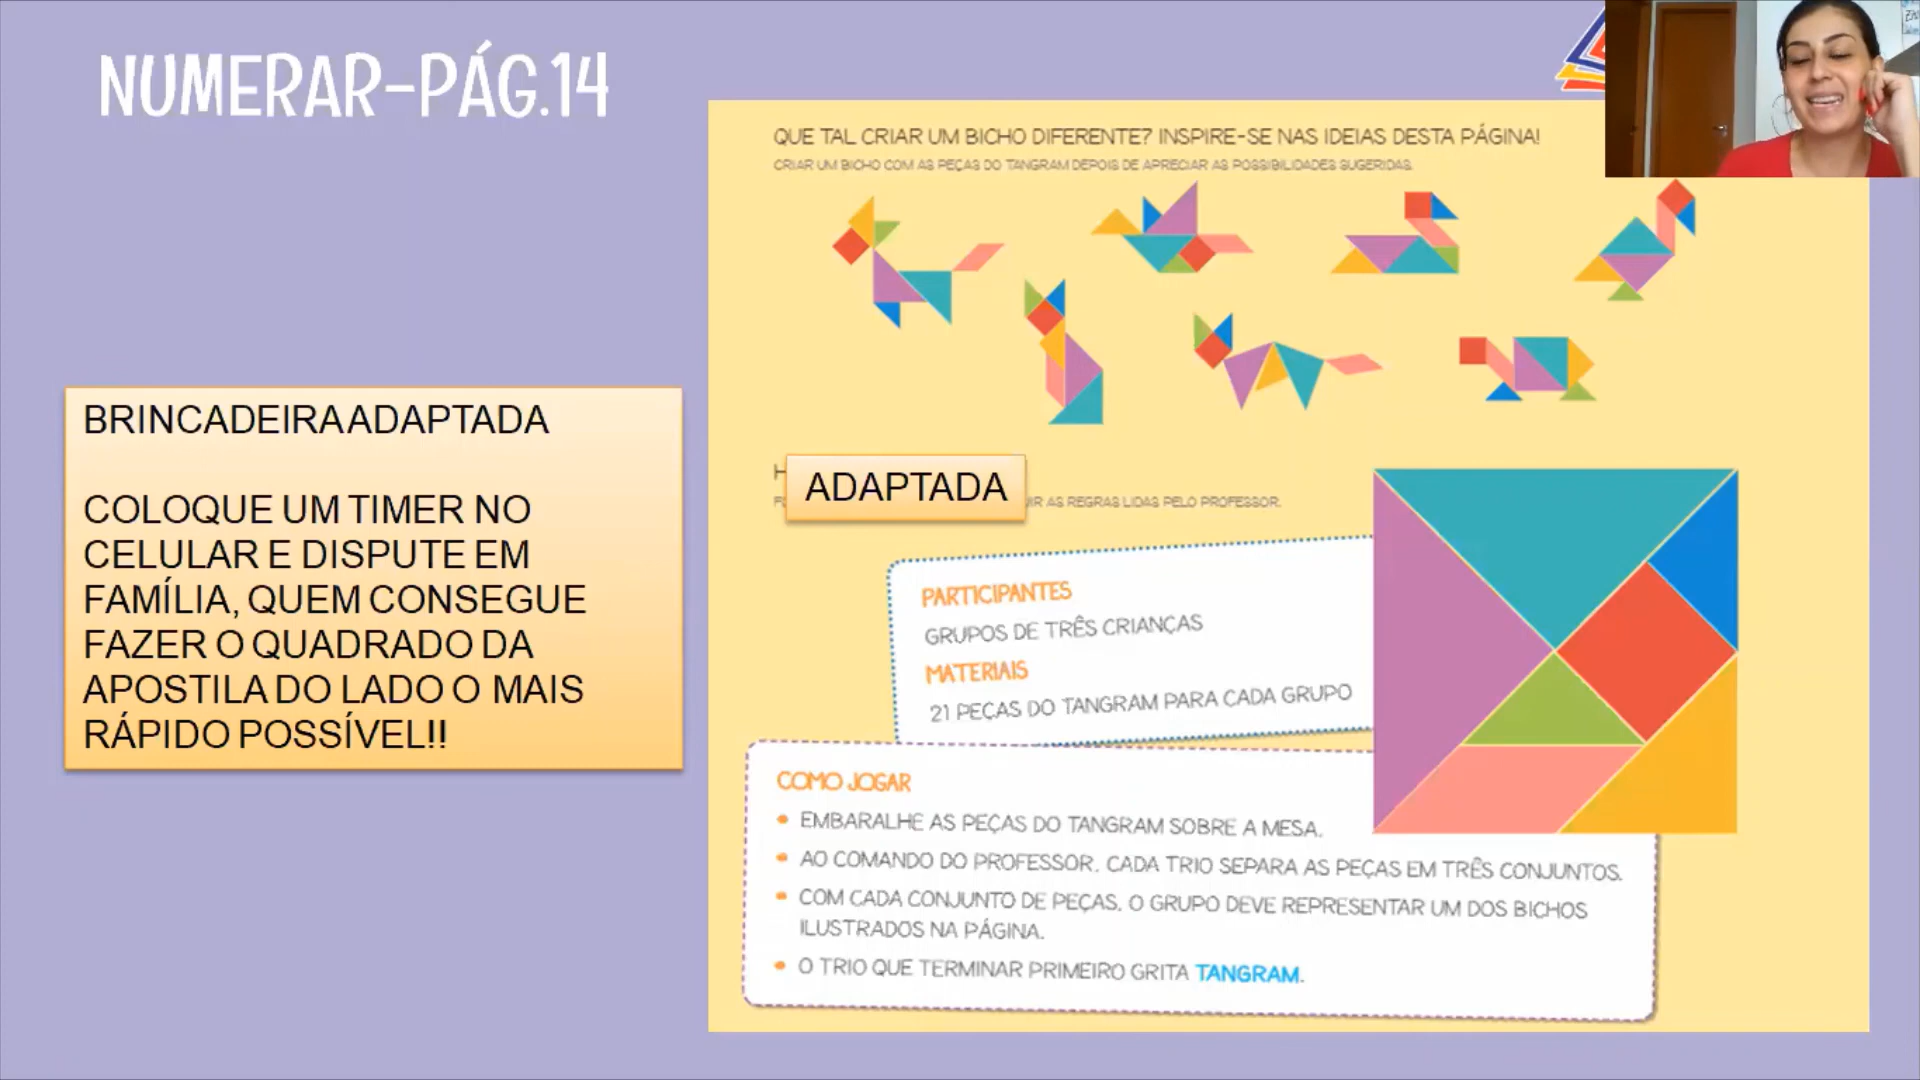 NUMERAR-PÁG.14
QUE TAL CRIAR UM BICHO DIFERENTE? INSPIRE-SE NAS IDEIAS DESTA PÁGINA!
CRIAR UM BICHO COM AS PEÇAS DO TANGRAM DEPOIS DE APRECIAR AS POSSIBILIDADES SUGERIDAS.
BRINCADEIRA ADAPTADA
COLOQUE UM TIMER NO
CELULAR E DISPUTE EM
FAMÍLIA, QUEM CONSEGUE
FAZER O QUADRADO DA
APOSTILA DO LADO O MAIS
RÁPIDO POSSÍVEL!!
ADAPTADA
AS REGRAS LIDAS PELO PROFESSOR.
PARTICIPANTES
GRUPOS DE TRÊS CRIANÇAS
MATERIAIS
21 PEÇAS DO TANGRAM PARA CADA GRUPO
COMO JOGAR
• EMBARALHE AS PEÇAS DO TANGRAM SOBRE A MESA.
• AO COMANDO DO PROFESSOR, CADA TRIO SEPARA AS PEÇAS EM TRÊS CONJUNTOS.
• COM CADA CONJUNTO DE PEÇAS, O GRUPO DEVE REPRESENTAR UM DOS BICHOS
ILUSTRADOS NA PÁGINA.
• O TRIO QUE TERMINAR PRIMEIRO GRITA TANGRAM.